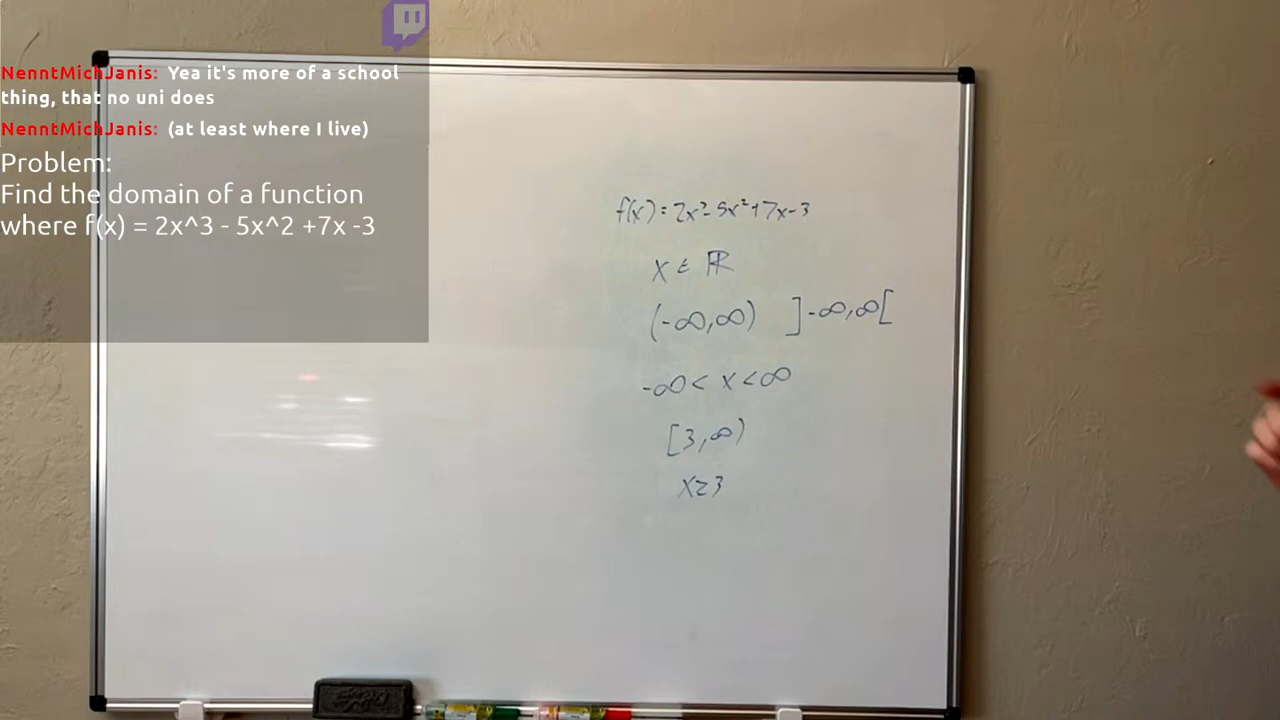 NenntMichJanis: Yea it's more of a school
thing, that no uni does
NenntMichJanis: (at least where I live)
Problem:
Find the domain of a function
where f(x) = 2x^3 - 5x^2 +7x -3
f(x) = 2x³ - 5x² + 7x - 3
x ∈ ℝ
(-∞,∞) ]-∞,∞[
-∞ < x < ∞
[3,∞)
x≥3